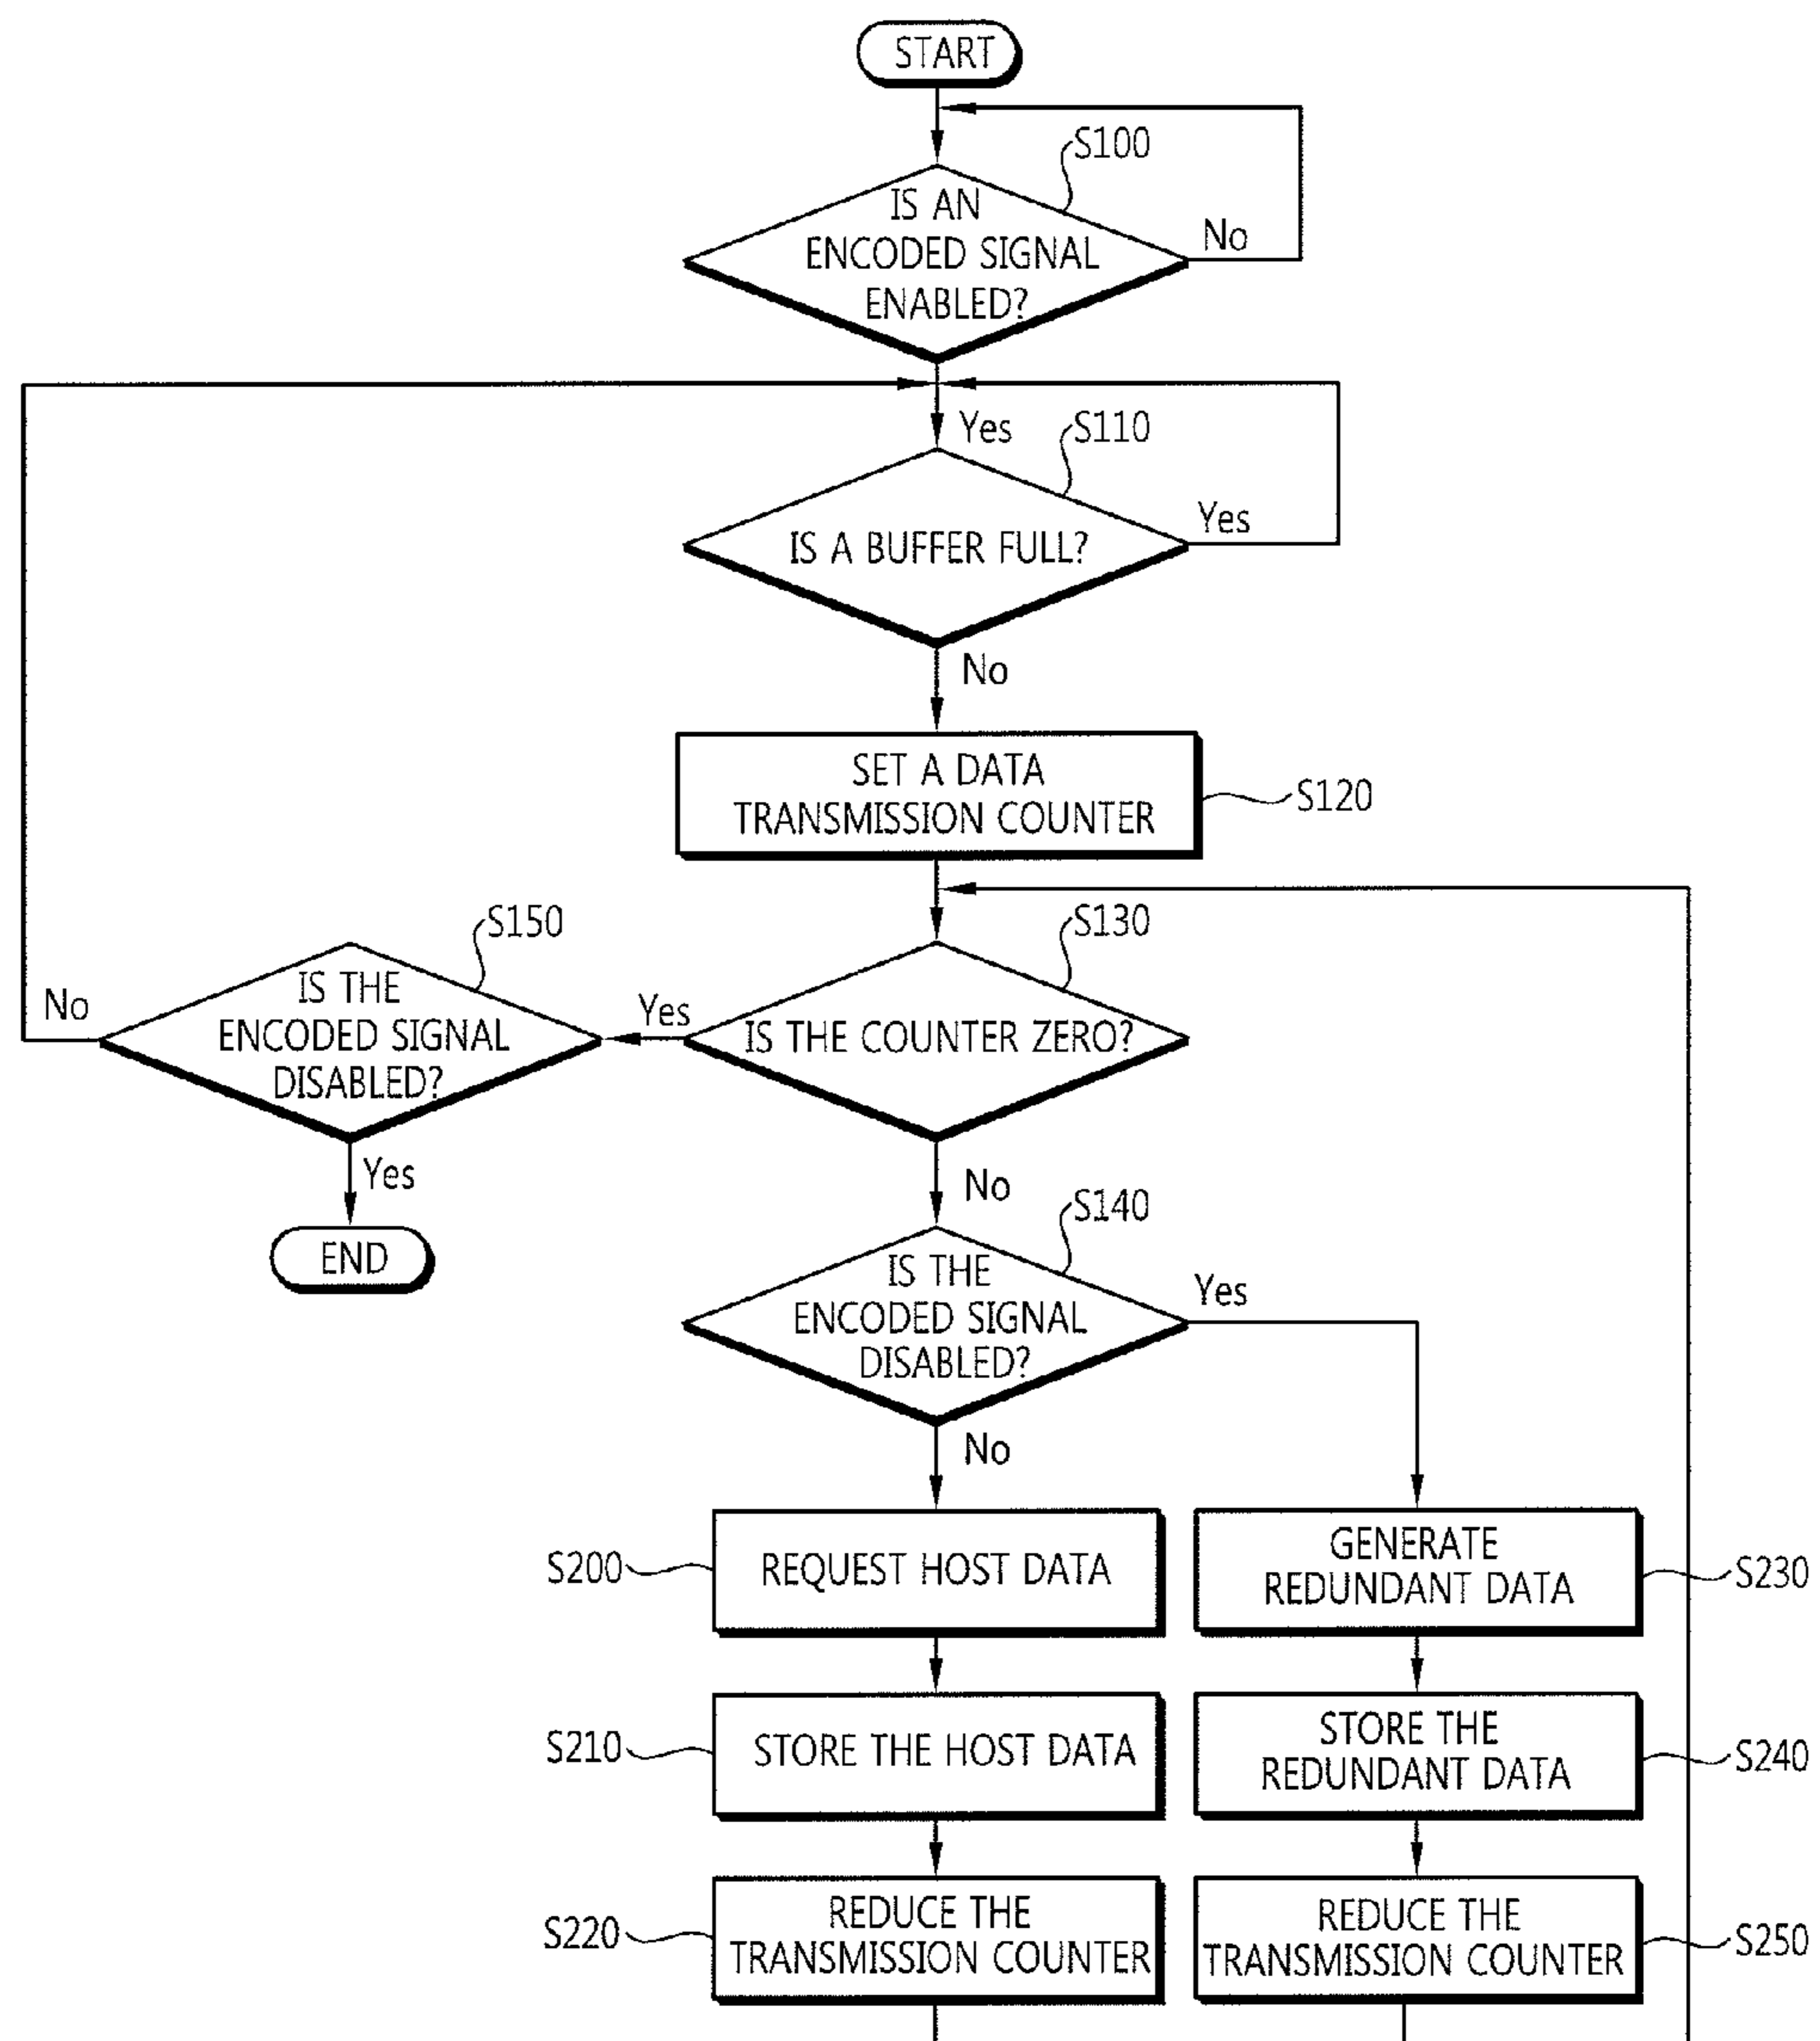 START
S100
IS AN
ENCODED SIGNAL
ENABLED?
No
Yes
S110
IS A BUFFER FULL?
Yes
No
SET A DATA
TRANSMISSION COUNTER
S120
S150
IS THE
ENCODED SIGNAL
DISABLED?
No
Yes
S130
IS THE COUNTER ZERO?
Yes
END
No
S140
IS THE
ENCODED SIGNAL
DISABLED?
Yes
No
S200
REQUEST HOST DATA
GENERATE
REDUNDANT DATA
S230
S210
STORE THE HOST DATA
STORE THE
REDUNDANT DATA
S240
S220
REDUCE THE
TRANSMISSION COUNTER
REDUCE THE
TRANSMISSION COUNTER
S250